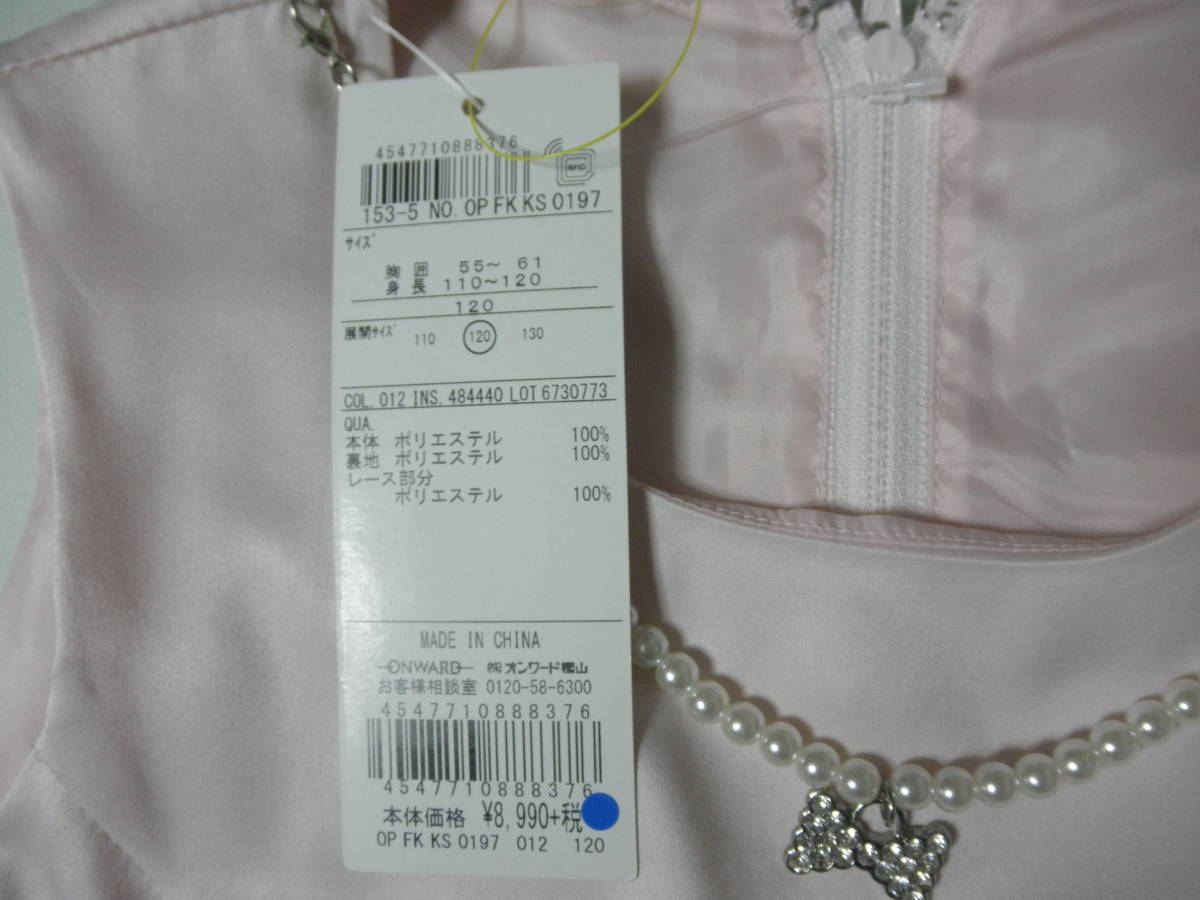 4547710888376
RFID
153-5 NO. OP FK KS 0197
サイズ
胸囲 55～ 61
身長 110～120
120
展開サイズ 110 120 130
COL. 012 INS. 484440 LOT 6730773
QUA.
本体 ポリエステル 100%
裏地 ポリエステル 100%
レース部分
ポリエステル 100%
MADE IN CHINA
ONWARD ㈱オンワード樫山
お客様相談室 0120-58-6300
4547710888376
4547710888376
本体価格 ¥8,990+税
OP FK KS 0197 012 120